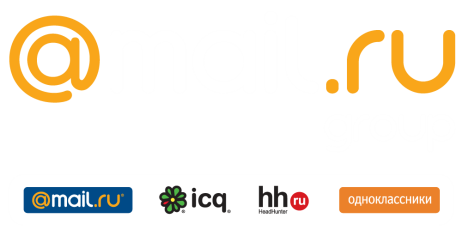 @ .ru
@mail.ru®
icq
hh ru
HeadHunter
одноклассники